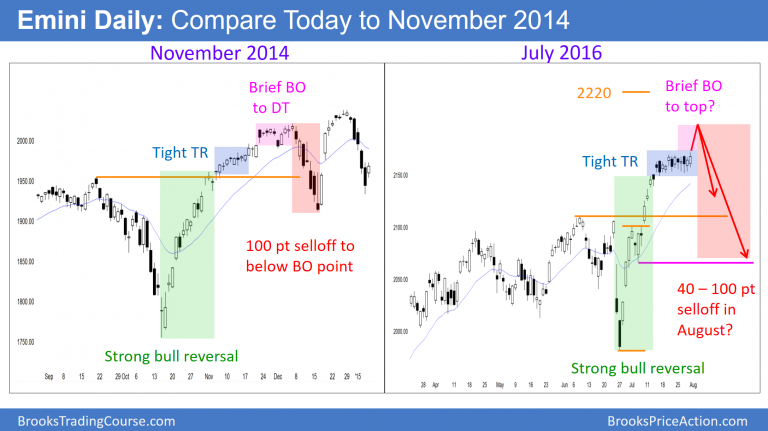 Emini Daily: Compare Today to November 2014
November 2014
Brief BO
to DT
Tight TR
2000.00
1950.00
1900.00
1850.00
1800.00
1750.00
100 pt selloff to
below BO point
Strong bull reversal
Sep 8 15 22 Oct 6 13 20 27 Nov 10 17 24 Dec 8 15 22 29 '15
July 2016
2220
Brief BO
to top?
Tight TR
2150.00
2100.00
2050.00
2000.00
40 – 100 pt
selloff in
August?
Strong bull reversal
28 Apr 11 18 25 May 9 16 23 Jun 6 13 20 27 Jul 11 18 25 Aug
BrooksTradingCourse.com
BrooksPriceAction.com